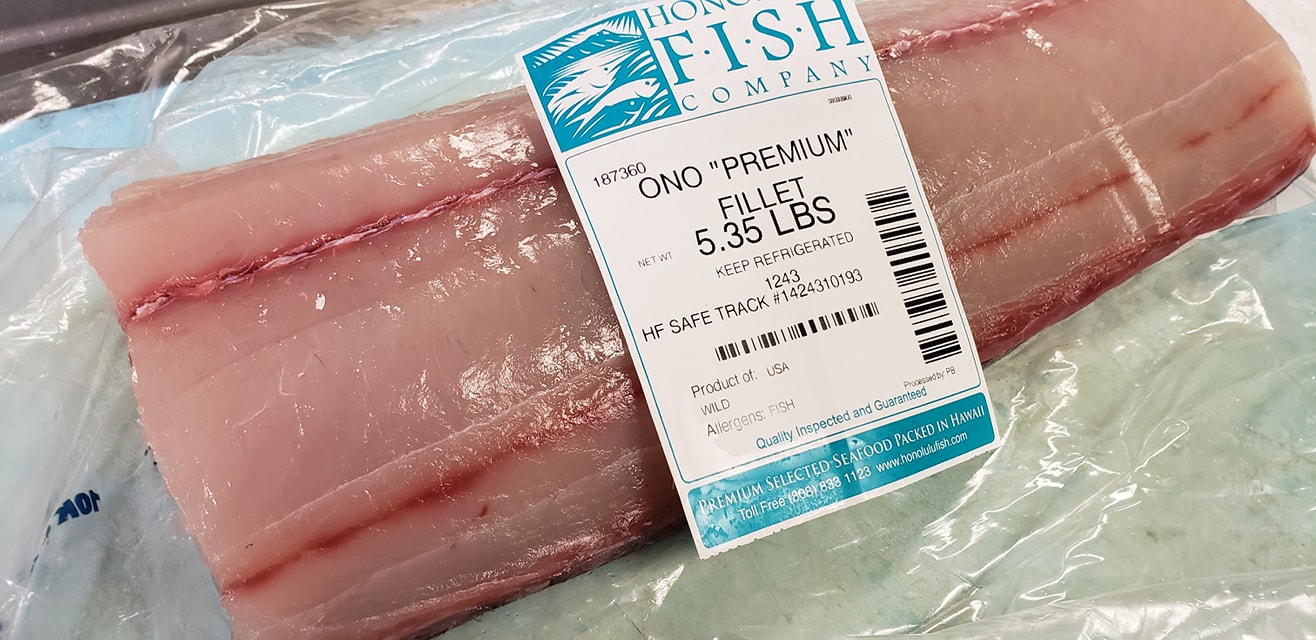 HONO
F·I·S·H
COMPANY
187360
ONO "PREMIUM"
FILLET
NET WT 5.35 LBS
KEEP REFRIGERATED
1243
HF SAFE TRACK #1424310193
Product of: USA
WILD
Allergens: FISH
Processed by PB
Quality Inspected and Guaranteed
PREMIUM SELECTED SEAFOOD PACKED IN HAWAII
Toll Free (808) 833 1123 www.honolulufish.com
10K